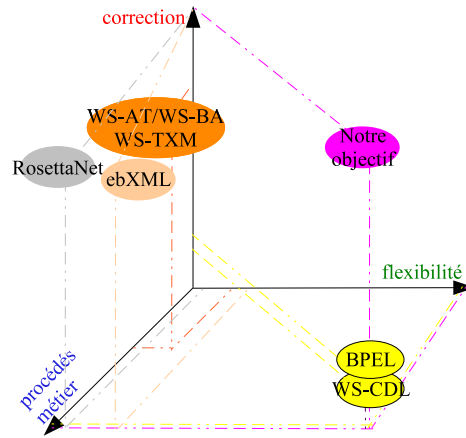 correction
WS-AT/WS-BA
WS-TXM
Notre
objectif
RosettaNet
ebXML
flexibilité
BPEL
WS-CDL
procédés
métier